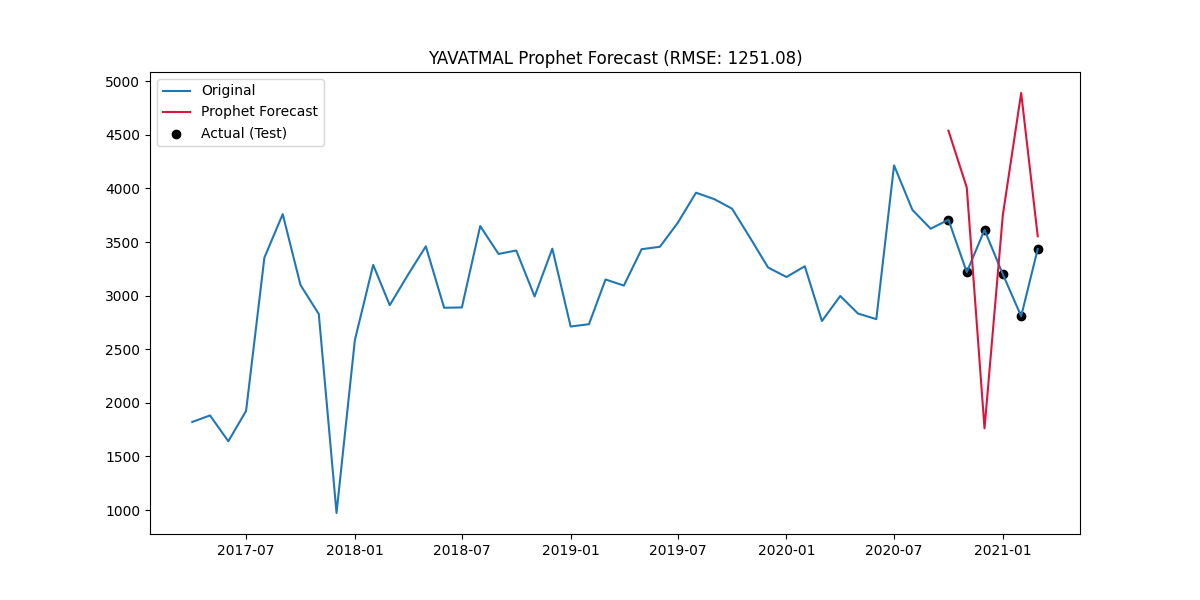 YAVATMAL Prophet Forecast (RMSE: 1251.08)
Original
Prophet Forecast
Actual (Test)
5000
4500
4000
3500
3000
2500
2000
1500
1000
2017-07 2018-01 2018-07 2019-01 2019-07 2020-01 2020-07 2021-01